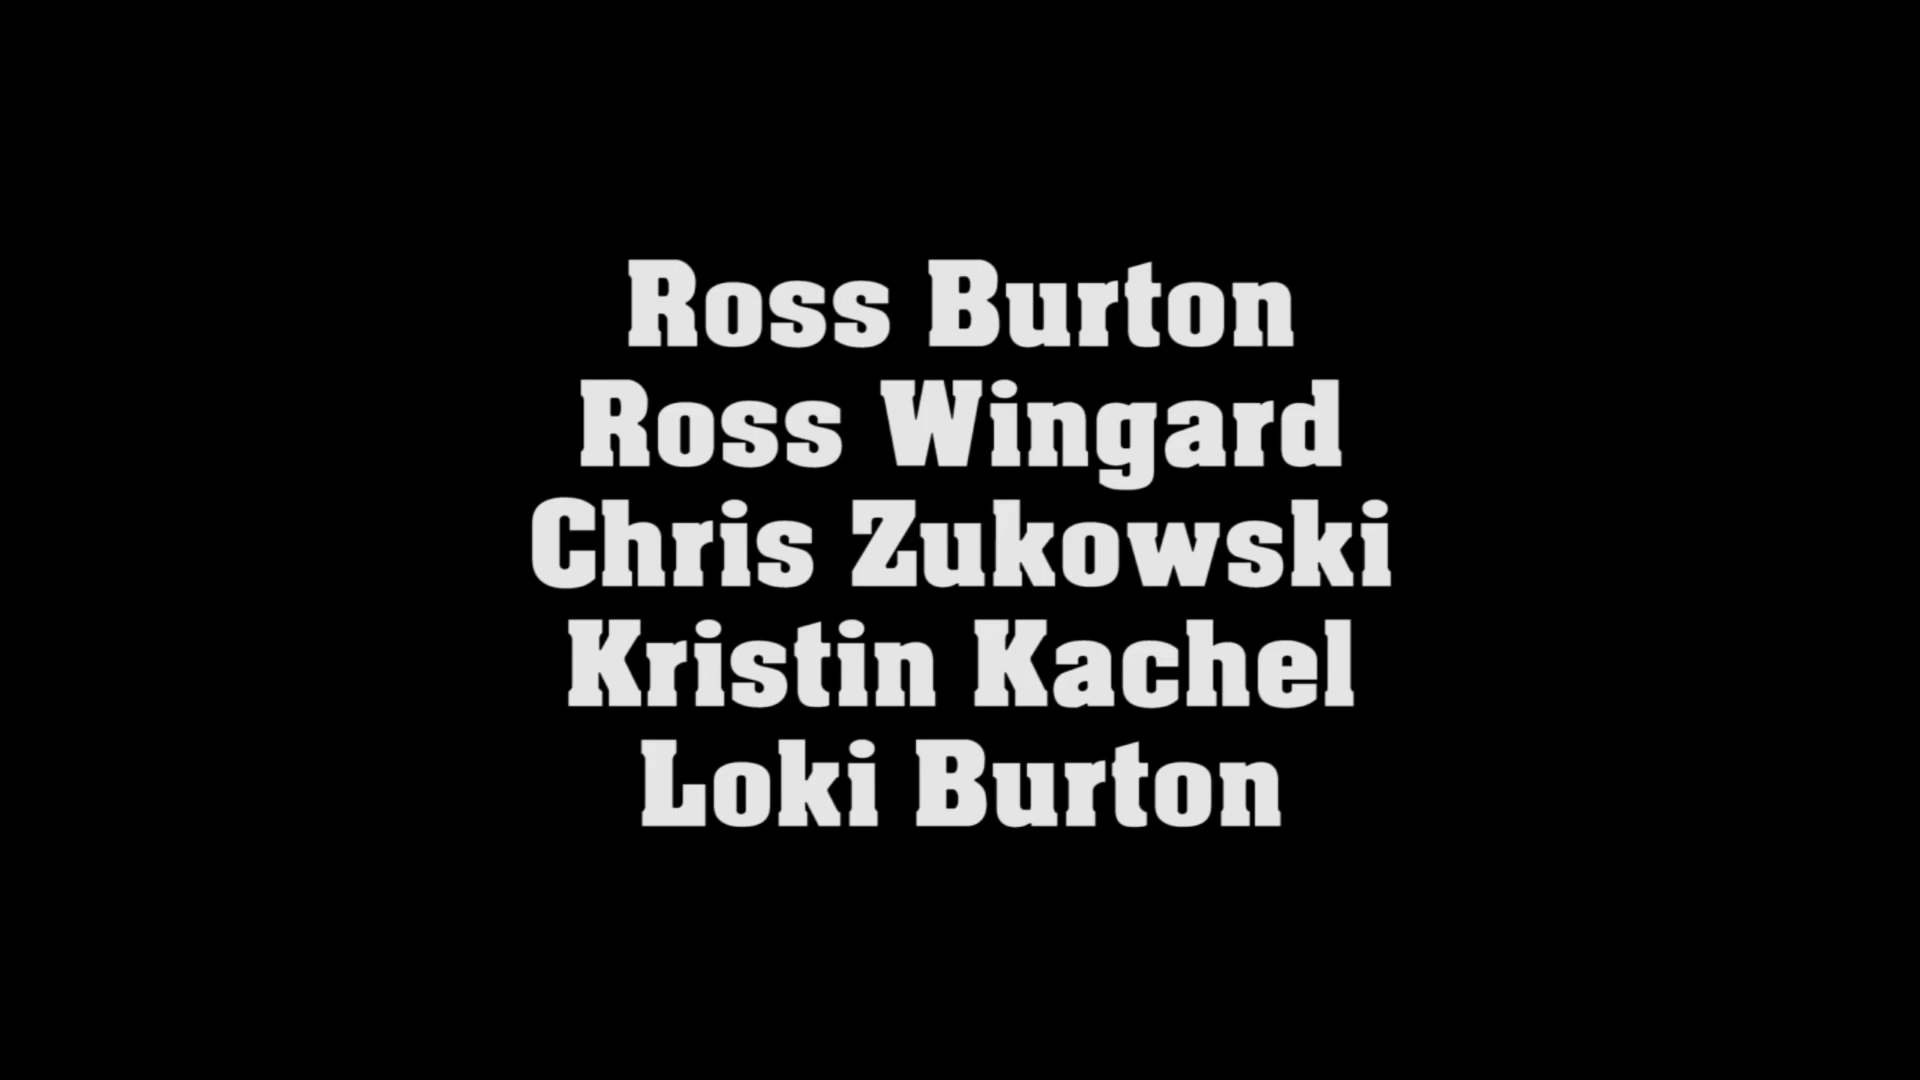 Ross Burton
Ross Wingard
Chris Zukowski
Kristin Kachel
Loki Burton